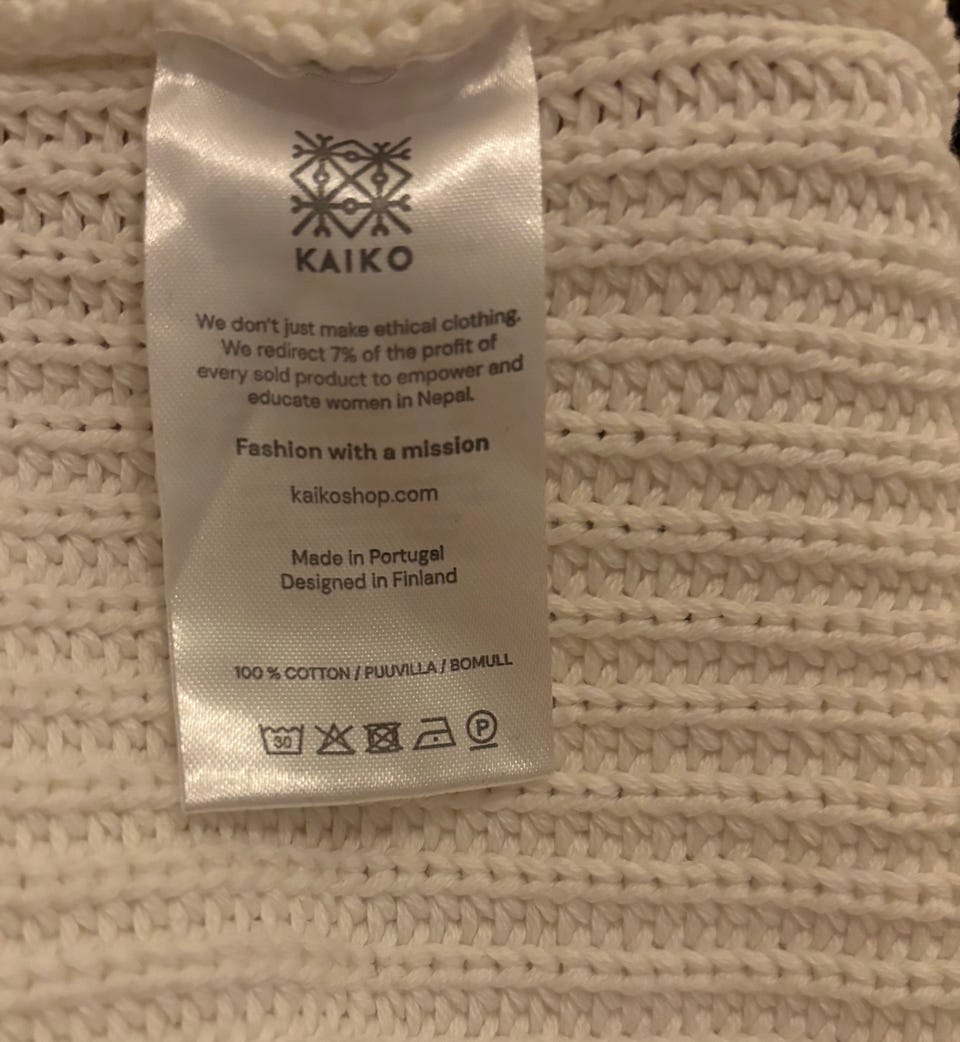 KAIKO
We don't just make ethical clothing.
We redirect 7% of the profit of
every sold product to empower and
educate women in Nepal.
Fashion with a mission
kaikoshop.com
Made in Portugal
Designed in Finland
100 % COTTON / PUUVILLA / BOMULL
30 P